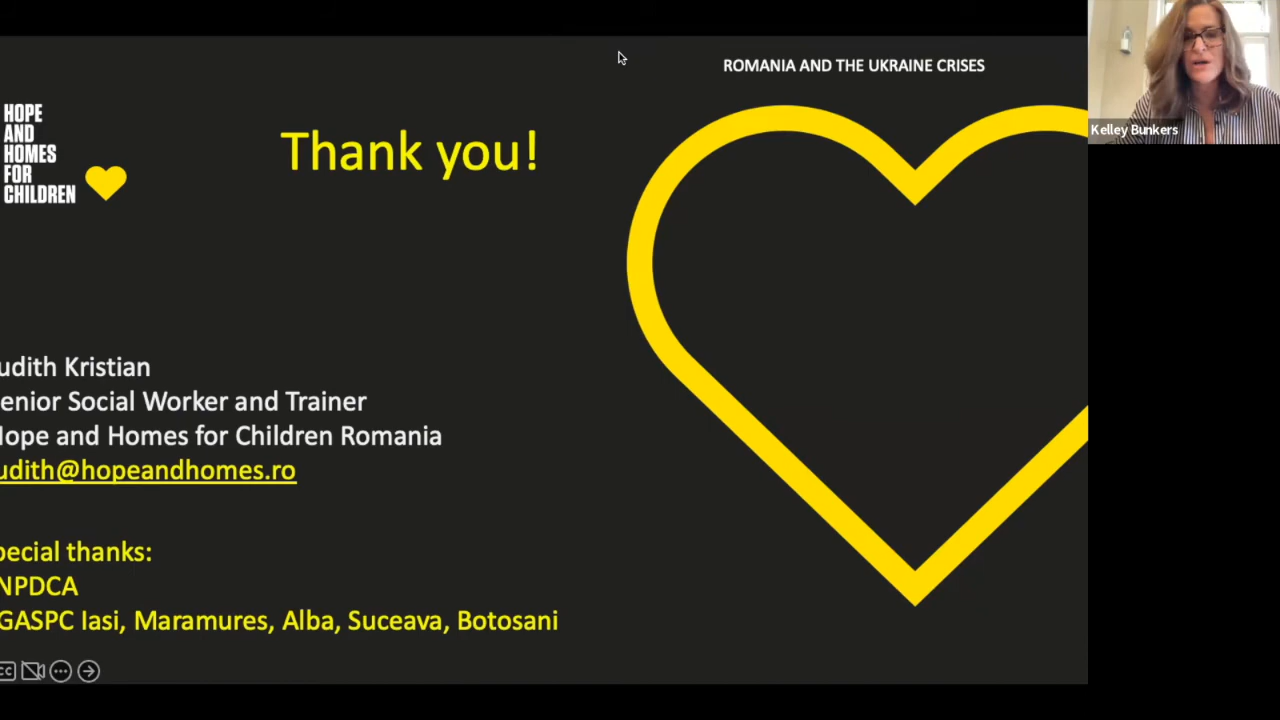 ROMANIA AND THE UKRAINE CRISES
HOPE
AND
HOMES
FOR
CHILDREN
Thank you!
Kelley Bunkers
udith Kristian
enior Social Worker and Trainer
ope and Homes for Children Romania
udith@hopeandhomes.ro
pecial thanks:
NPDCA
GASPC Iasi, Maramures, Alba, Suceava, Botosani
CC